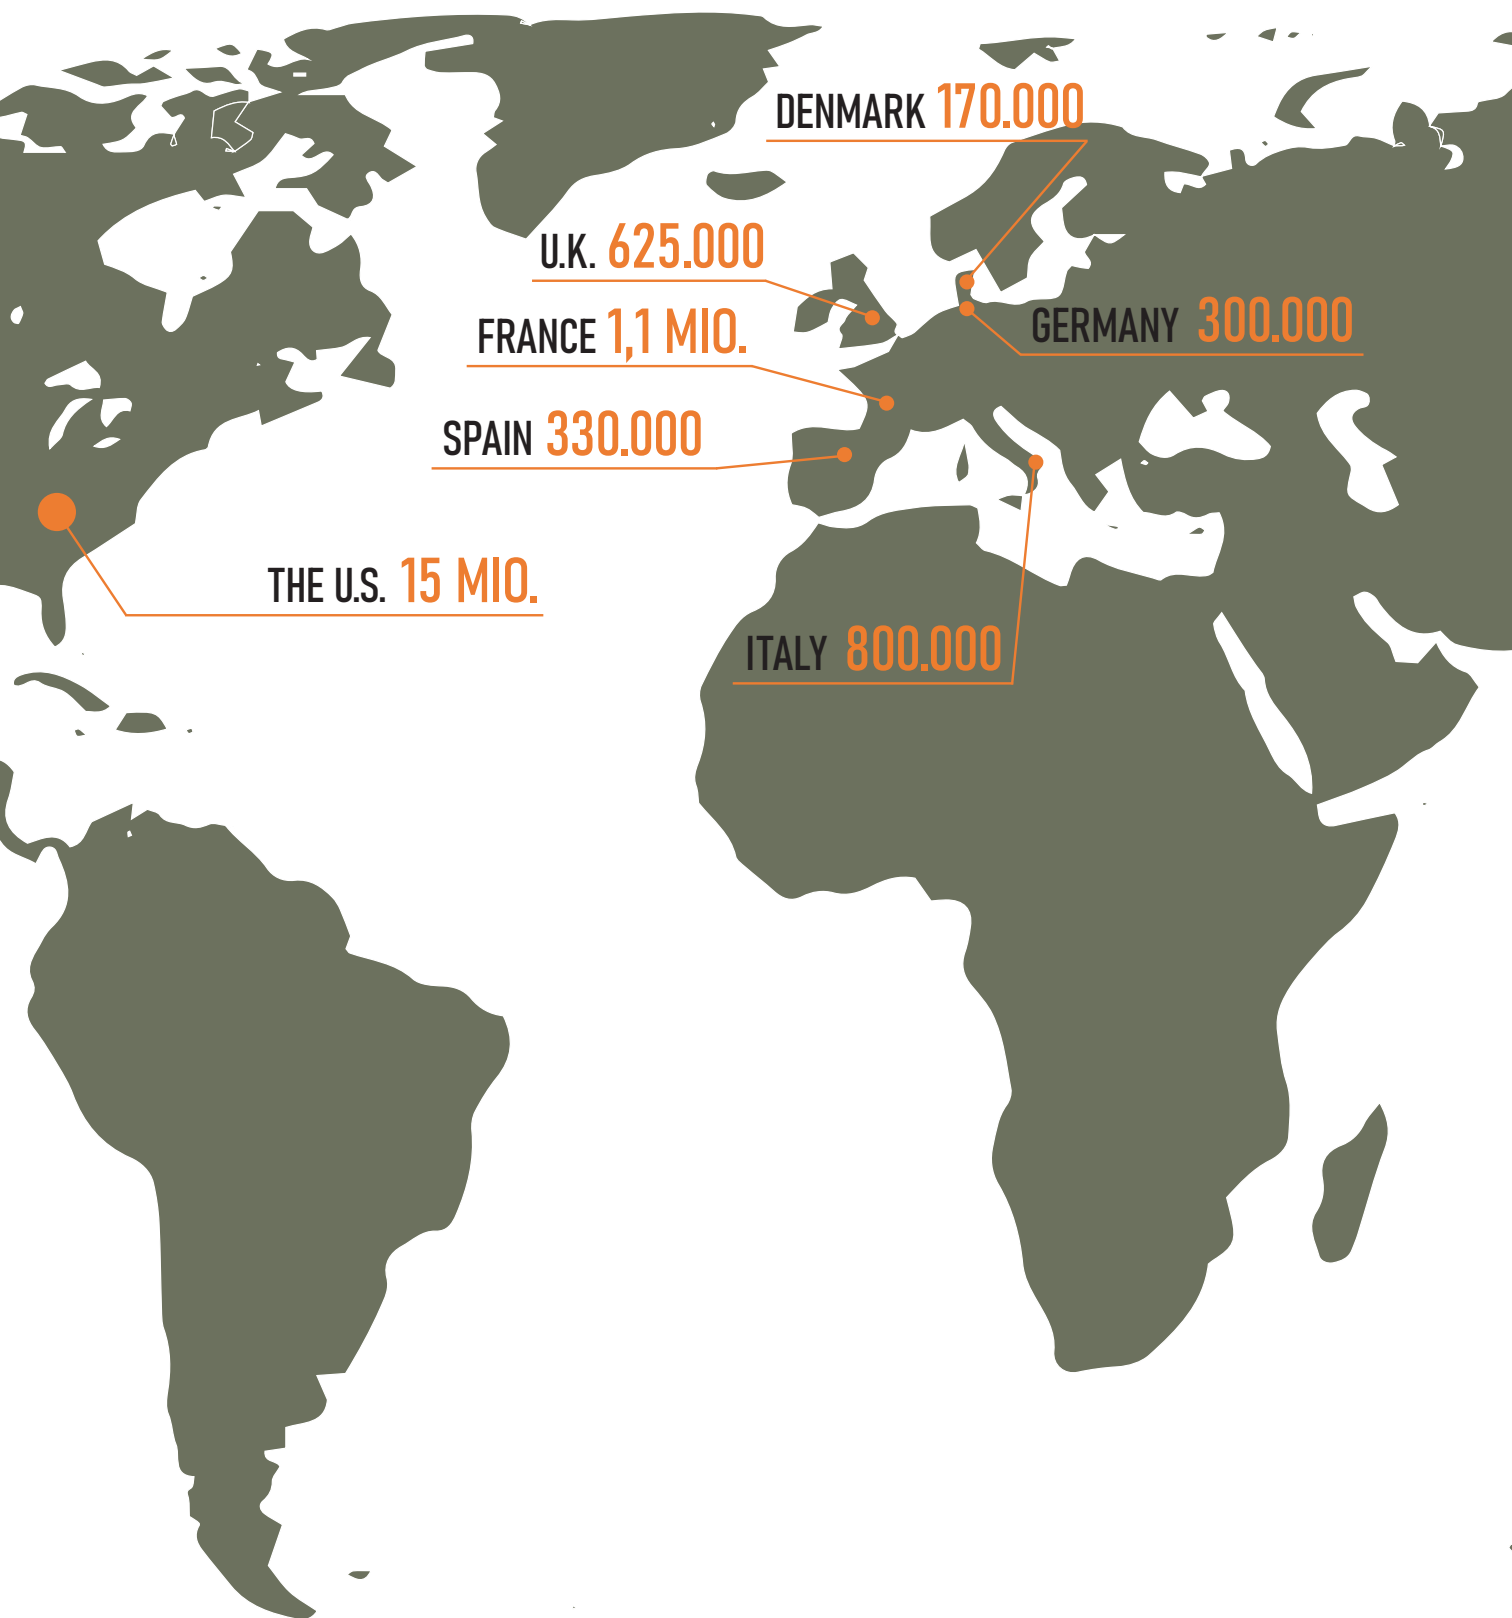 DENMARK 170.000
U.K. 625.000
GERMANY 300.000
FRANCE 1,1 MIO.
SPAIN 330.000
THE U.S. 15 MIO.
ITALY 800.000